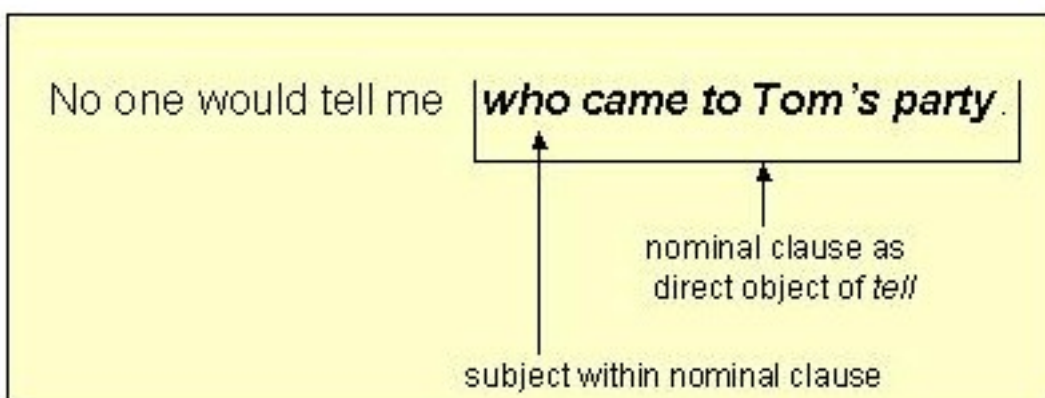 No one would tell me who came to Tom's party.
nominal clause as
direct object of tell
subject within nominal clause